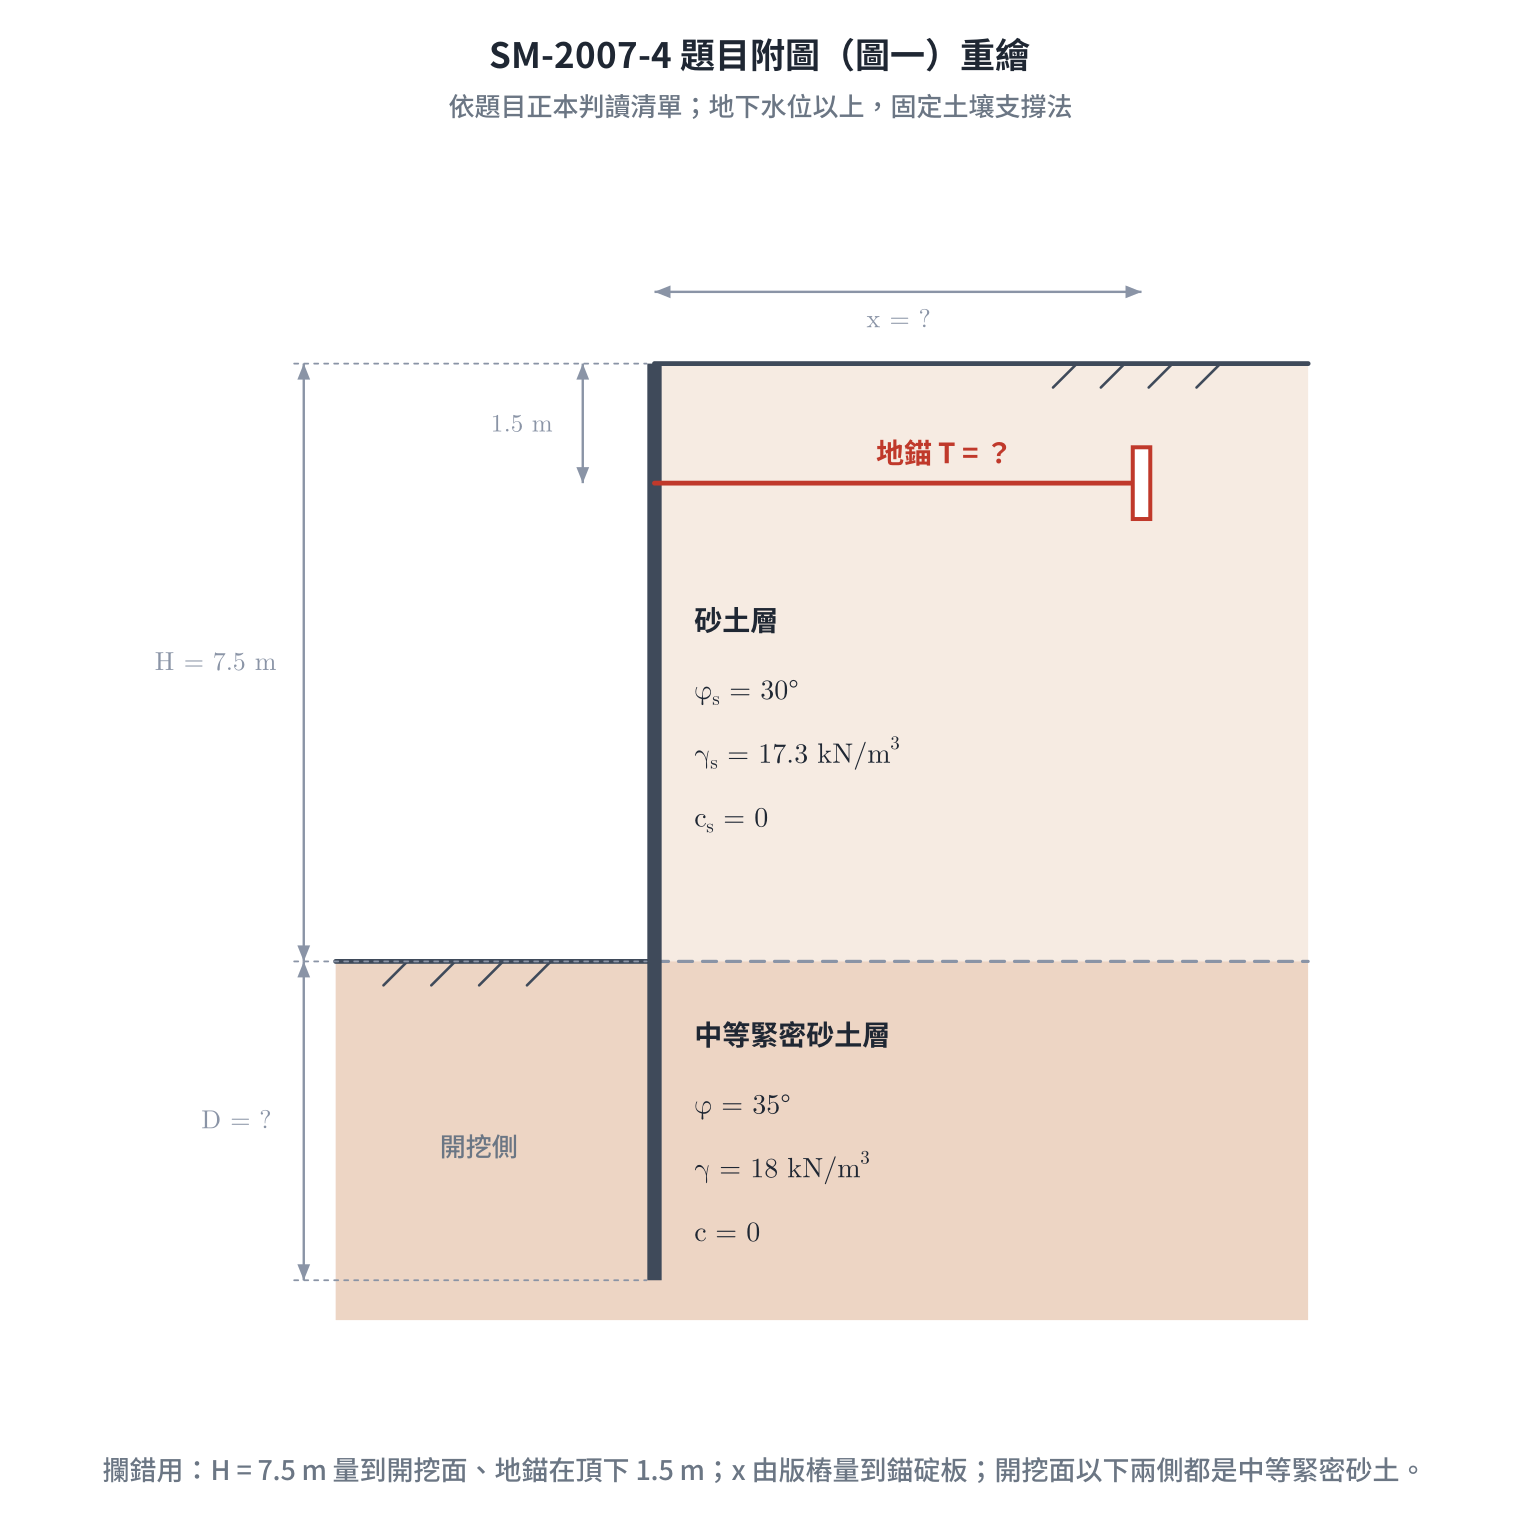 SM-2007-4 題目附圖（圖一）重繪
依題目正本判讀清單；地下水位以上，固定土壤支撐法
x = ?
1.5 m
地錨 T = ？
H = 7.5 m
砂土層
φₛ = 30°
γₛ = 17.3 kN/m³
cₛ = 0
中等緊密砂土層
φ = 35°
D = ?
開挖側
γ = 18 kN/m³
c = 0
攔錯用：H = 7.5 m 量到開挖面、地錨在頂下 1.5 m；x 由版樁量到錨碇板；開挖面以下兩側都是中等緊密砂土。